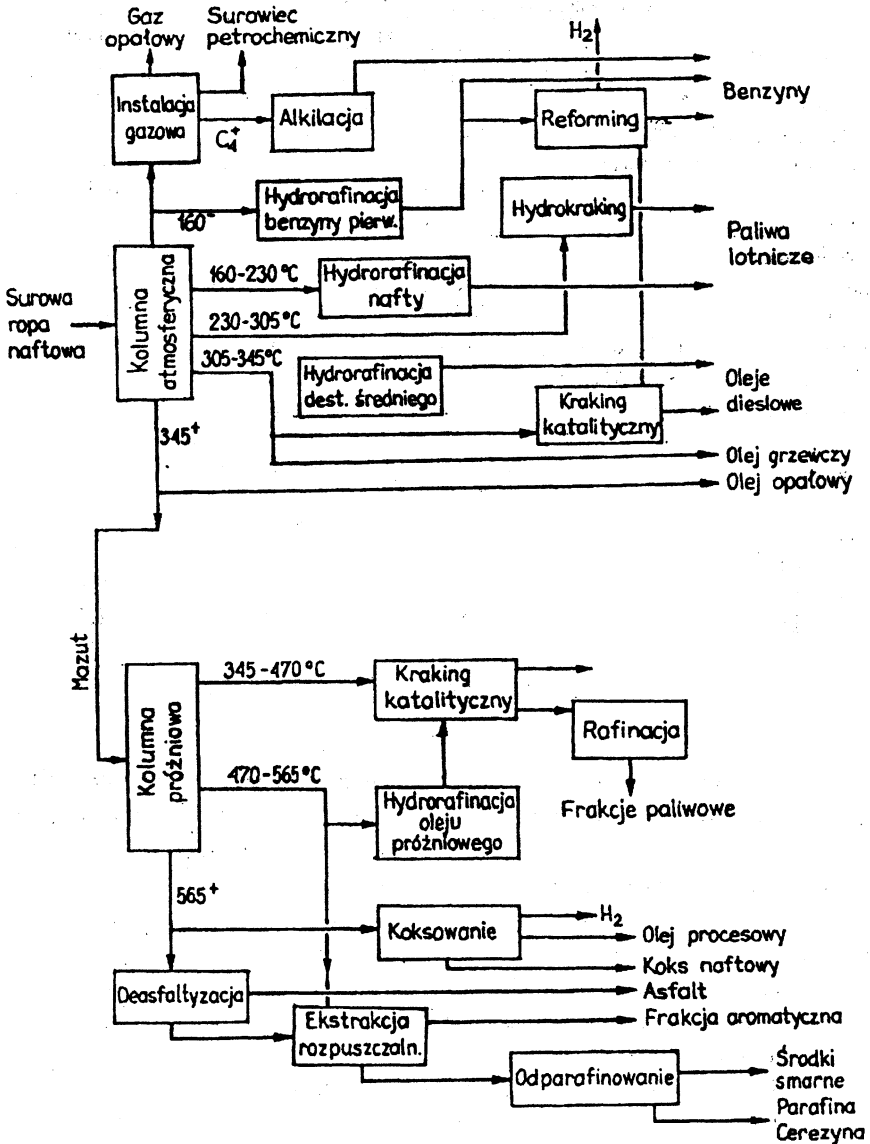 Gaz
opałowy
Surowiec
petrochemiczny
H₂
Instalacja
gazowa
C₄⁺
Alkilacja
Reforming
Benzyny
160⁻
Hydrorafinacja
benzyny pierw.
Hydrokraking
Paliwa
lotnicze
Surowa
ropa
naftowa
Kolumna
atmosferyczna
160-230°C
Hydrorafinacja
nafty
230-305°C
305-345°C
Hydrorafinacja
dest. średniego
Kraking
katalityczny
Oleje
dieslowe
345⁺
Olej grzewczy
Olej opałowy
Mazut
Kolumna
próżniowa
345-470°C
Kraking
katalityczny
Rafinacja
470-565°C
Hydrorafinacja
oleju
próżniowego
Frakcje paliwowe
565⁺
Koksowanie
H₂
Olej procesowy
Koks naftowy
Deasfaltyzacja
Asfalt
Ekstrakcja
rozpuszczaln.
Frakcja aromatyczna
Odparafinowanie
Środki
smarne
Parafina
Cerezyna